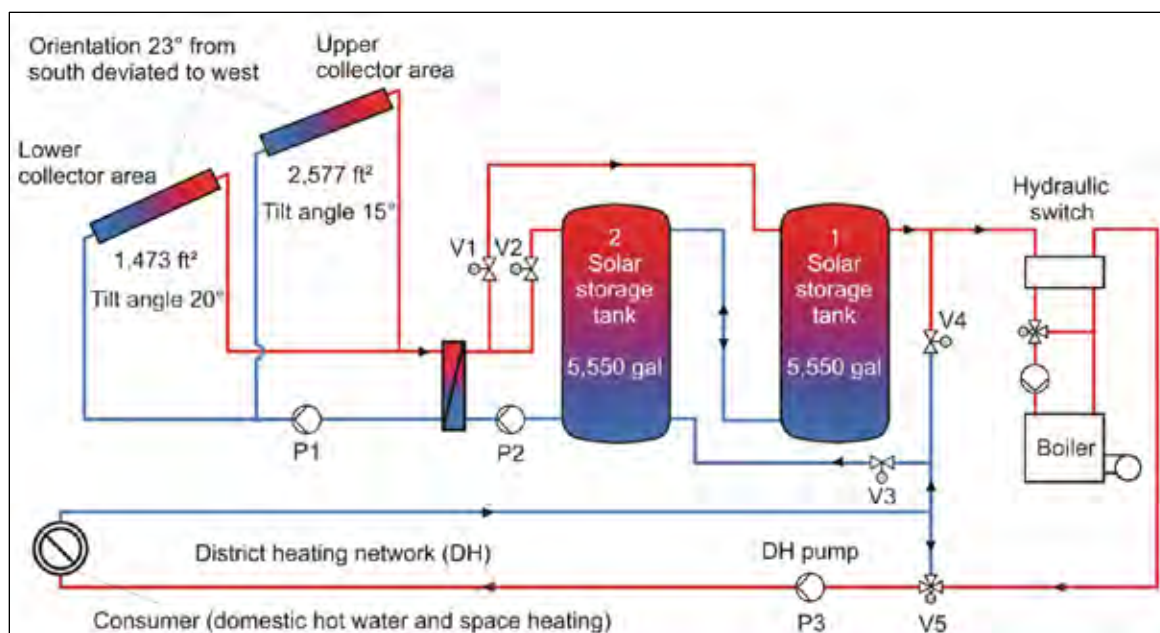 Orientation 23° from
south deviated to west
Upper
collector area
Lower
collector area
2,577 ft²
Tilt angle 15°
1,473 ft²
Tilt angle 20°
V1
V2
2
Solar
storage
tank
5,550 gal
1
Solar
storage
tank
5,550 gal
Hydraulic
switch
V4
Boiler
P1
P2
V3
District heating network (DH)
DH pump
Consumer (domestic hot water and space heating)
P3
V5